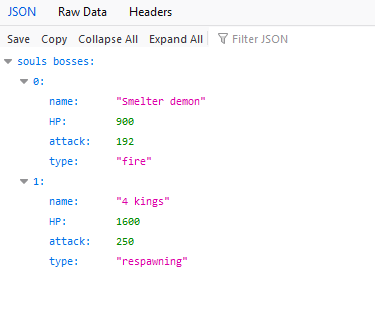 JSON Raw Data Headers
Save Copy Collapse All Expand All Filter JSON
souls bosses:
0:
name: "Smelter demon"
HP: 900
attack: 192
type: "fire"
1:
name: "4 kings"
HP: 1600
attack: 250
type: "respawning"